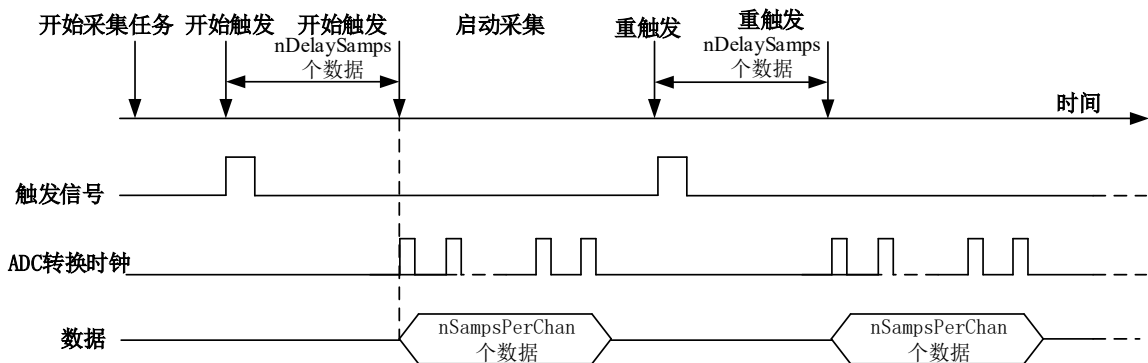 开始采集任务 开始触发 开始触发 启动采集 重触发 重触发
nDelaySamps nDelaySamps
个数据 个数据
时间
触发信号
ADC转换时钟
数据
nSampsPerChan nSampsPerChan
个数据 个数据